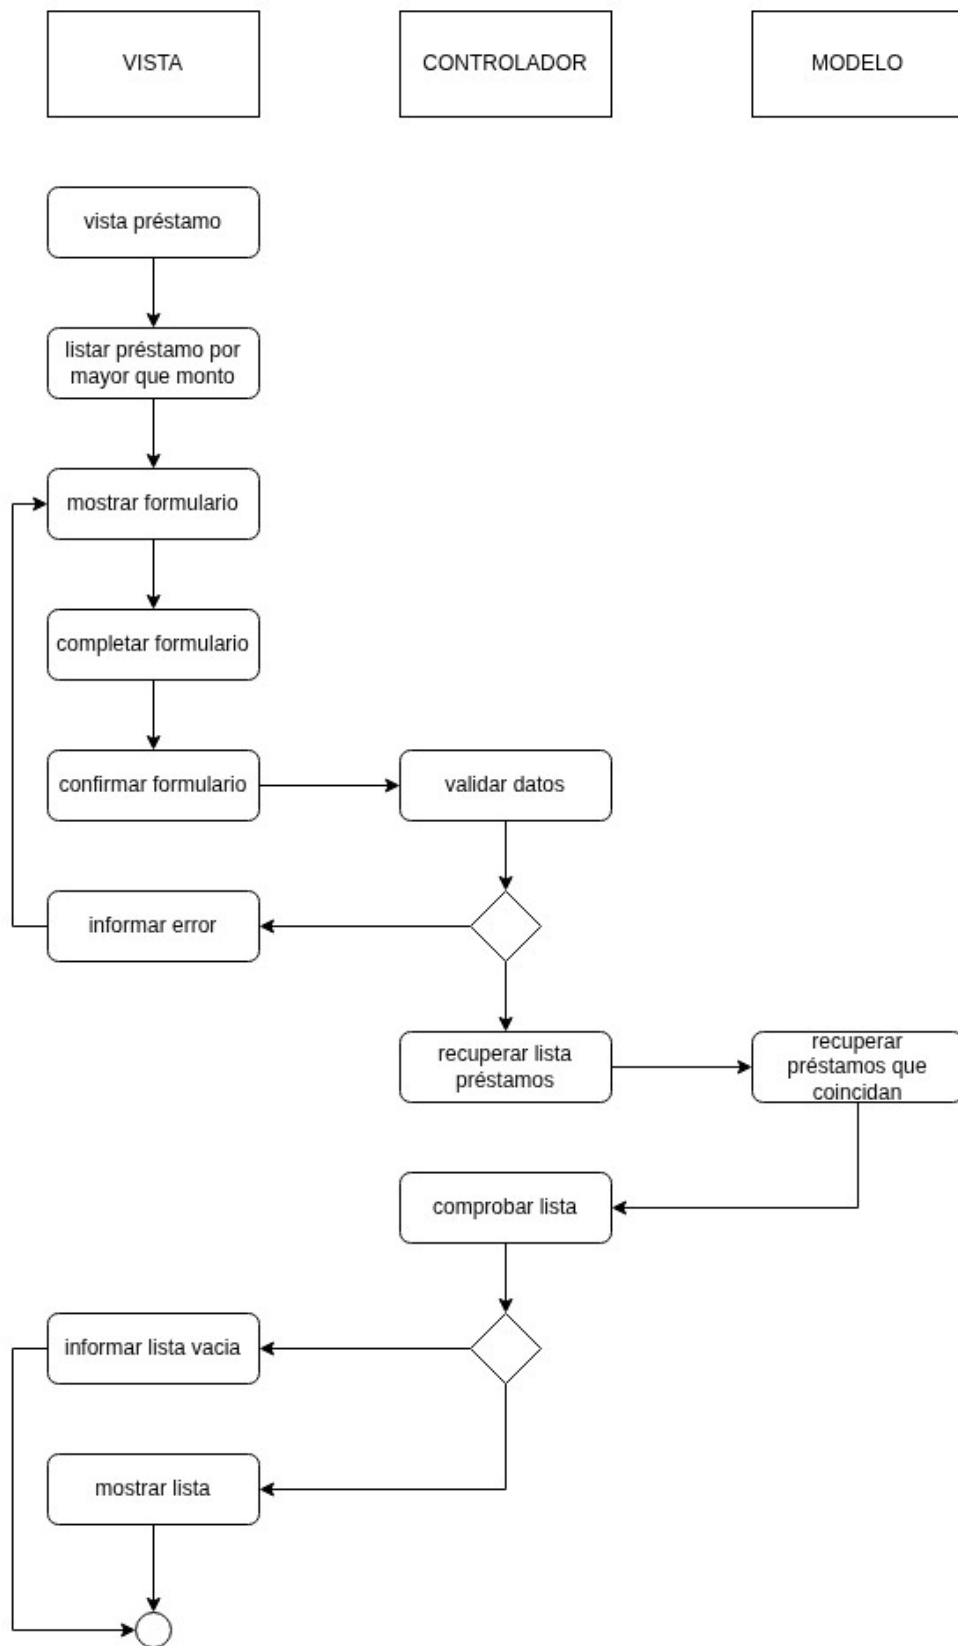 VISTA
CONTROLADOR
MODELO
vista préstamo
listar préstamo por
mayor que monto
mostrar formulario
completar formulario
confirmar formulario
validar datos
informar error
recuperar lista
préstamos
recuperar
préstamos que
coincidan
comprobar lista
informar lista vacia
mostrar lista